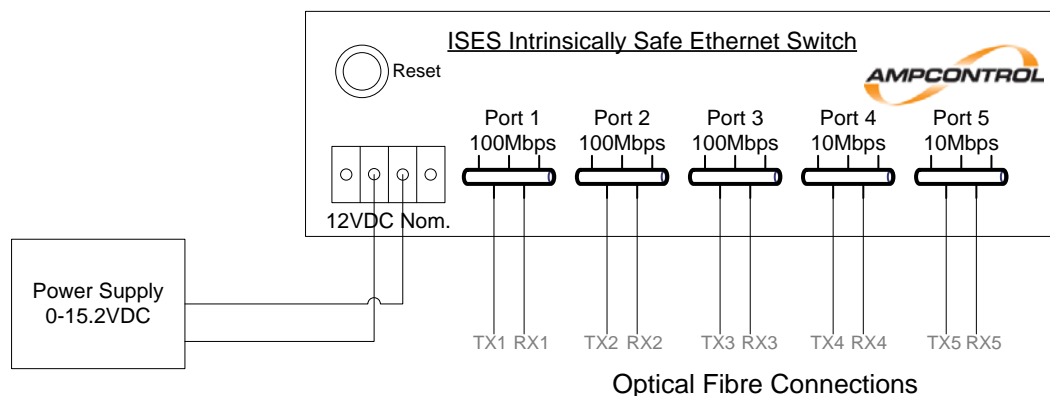 ISES Intrinsically Safe Ethernet Switch
AMPCONTROL
Reset
Port 1
100Mbps
Port 2
100Mbps
Port 3
100Mbps
Port 4
10Mbps
Port 5
10Mbps
12VDC Nom.
Power Supply
0-15.2VDC
TX1 RX1
TX2 RX2
TX3 RX3
TX4 RX4
TX5 RX5
Optical Fibre Connections